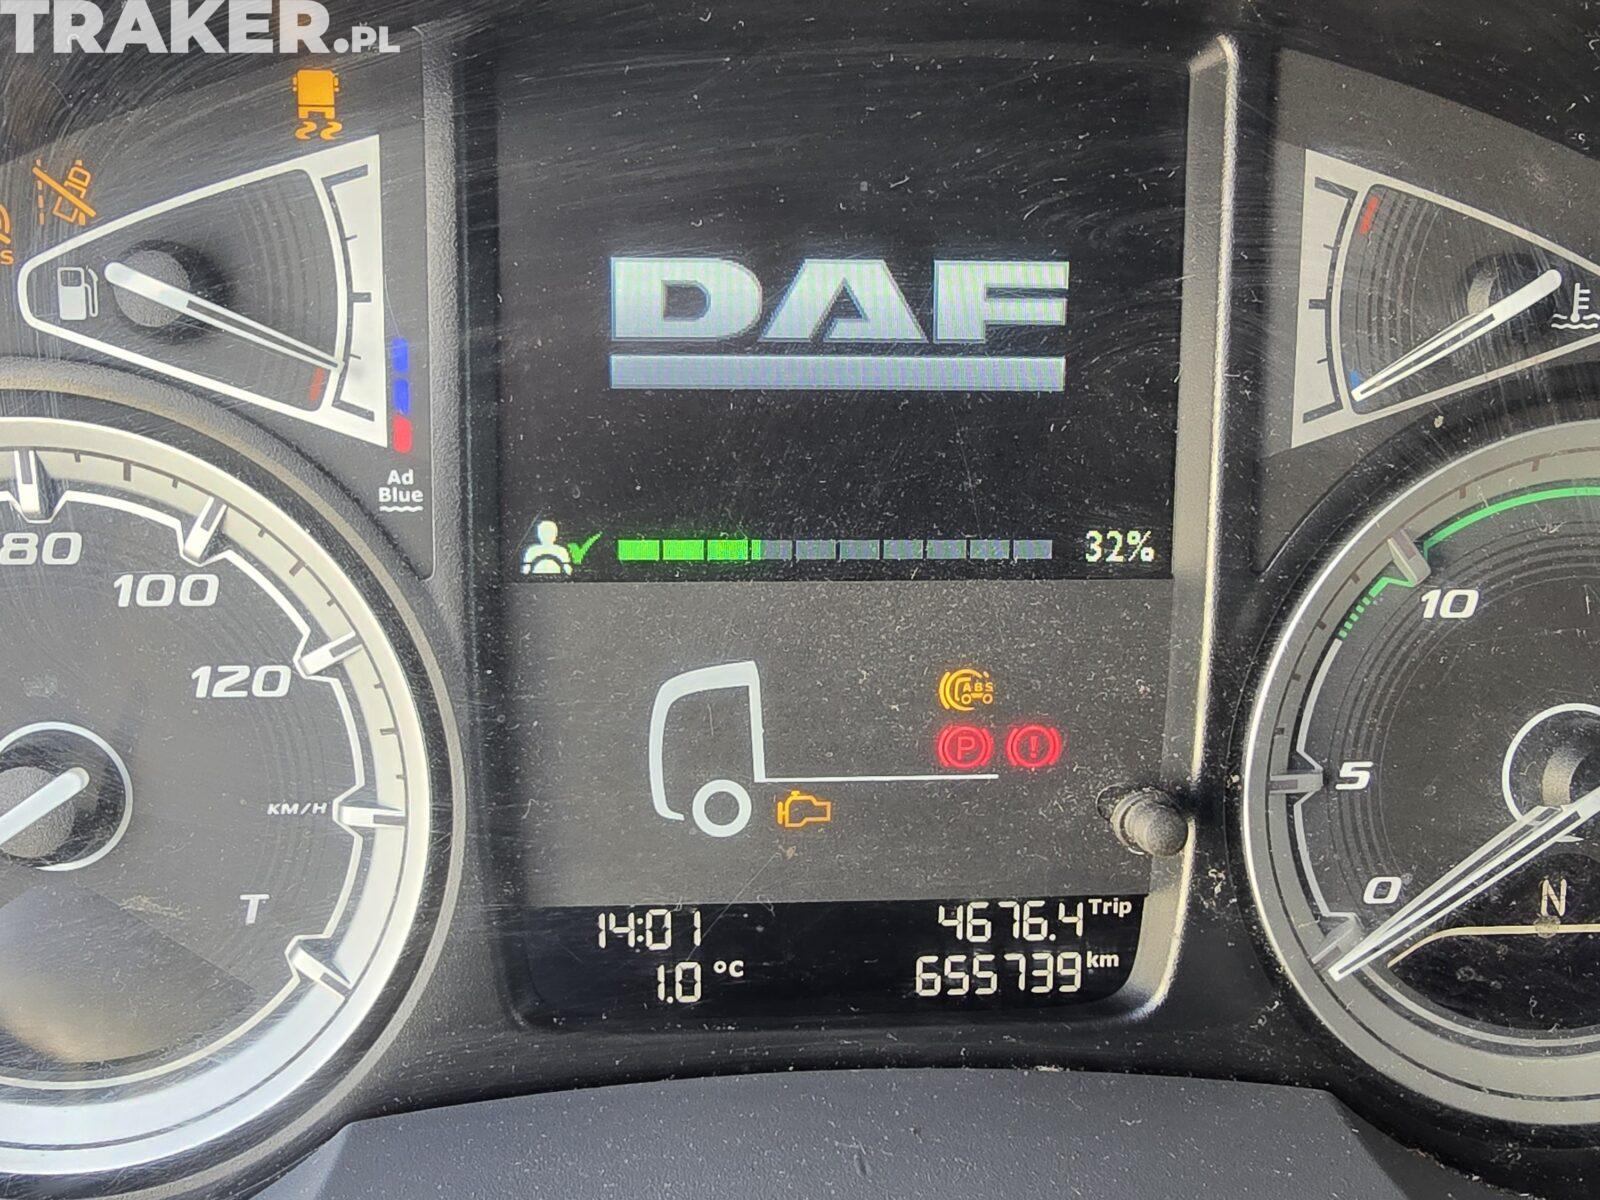 TRAKER.PL
DAF
Ad
Blue
32%
80
100
120
KM/H
T
ABS
P
!
10
5
0
N
14:01
4676.4 Trip
1.0 °C
655739 km